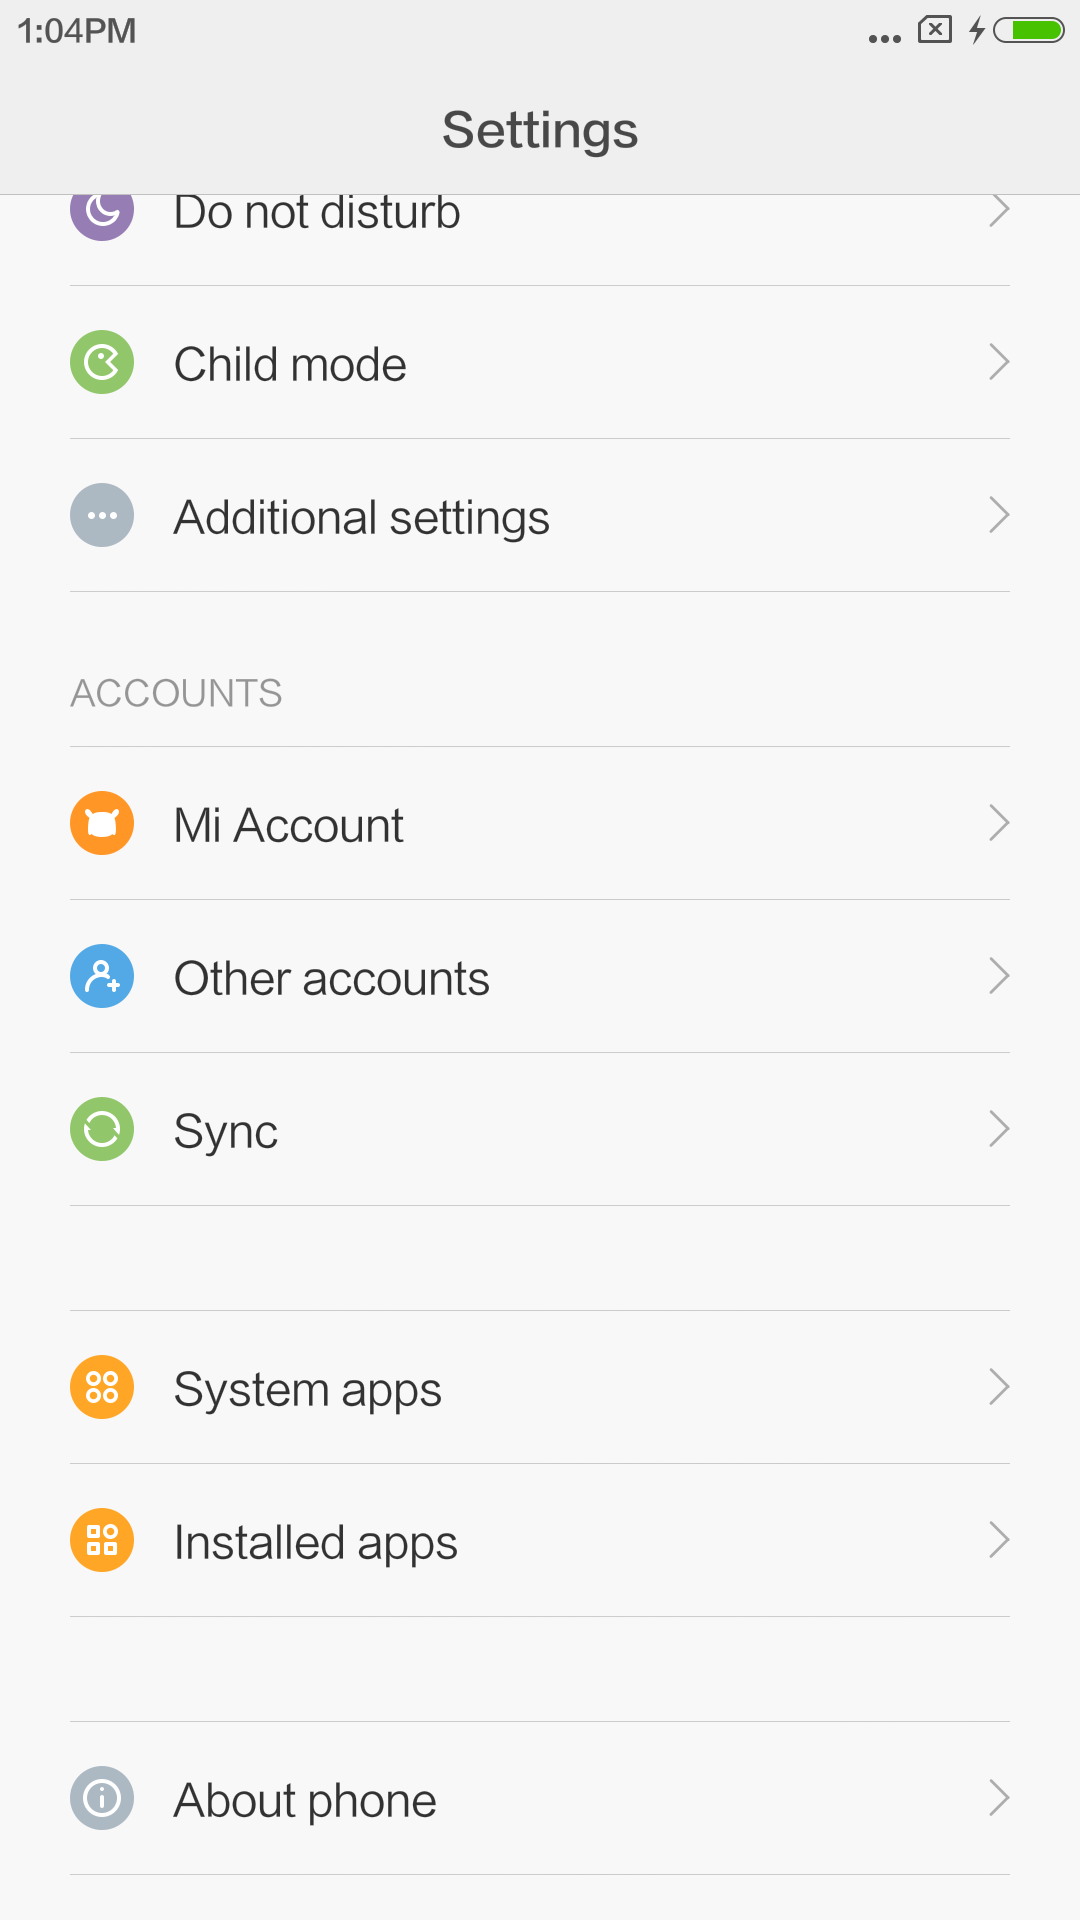 1:04PM
Settings
Do not disturb
Child mode
Additional settings
ACCOUNTS
Mi Account
Other accounts
Sync
System apps
Installed apps
About phone